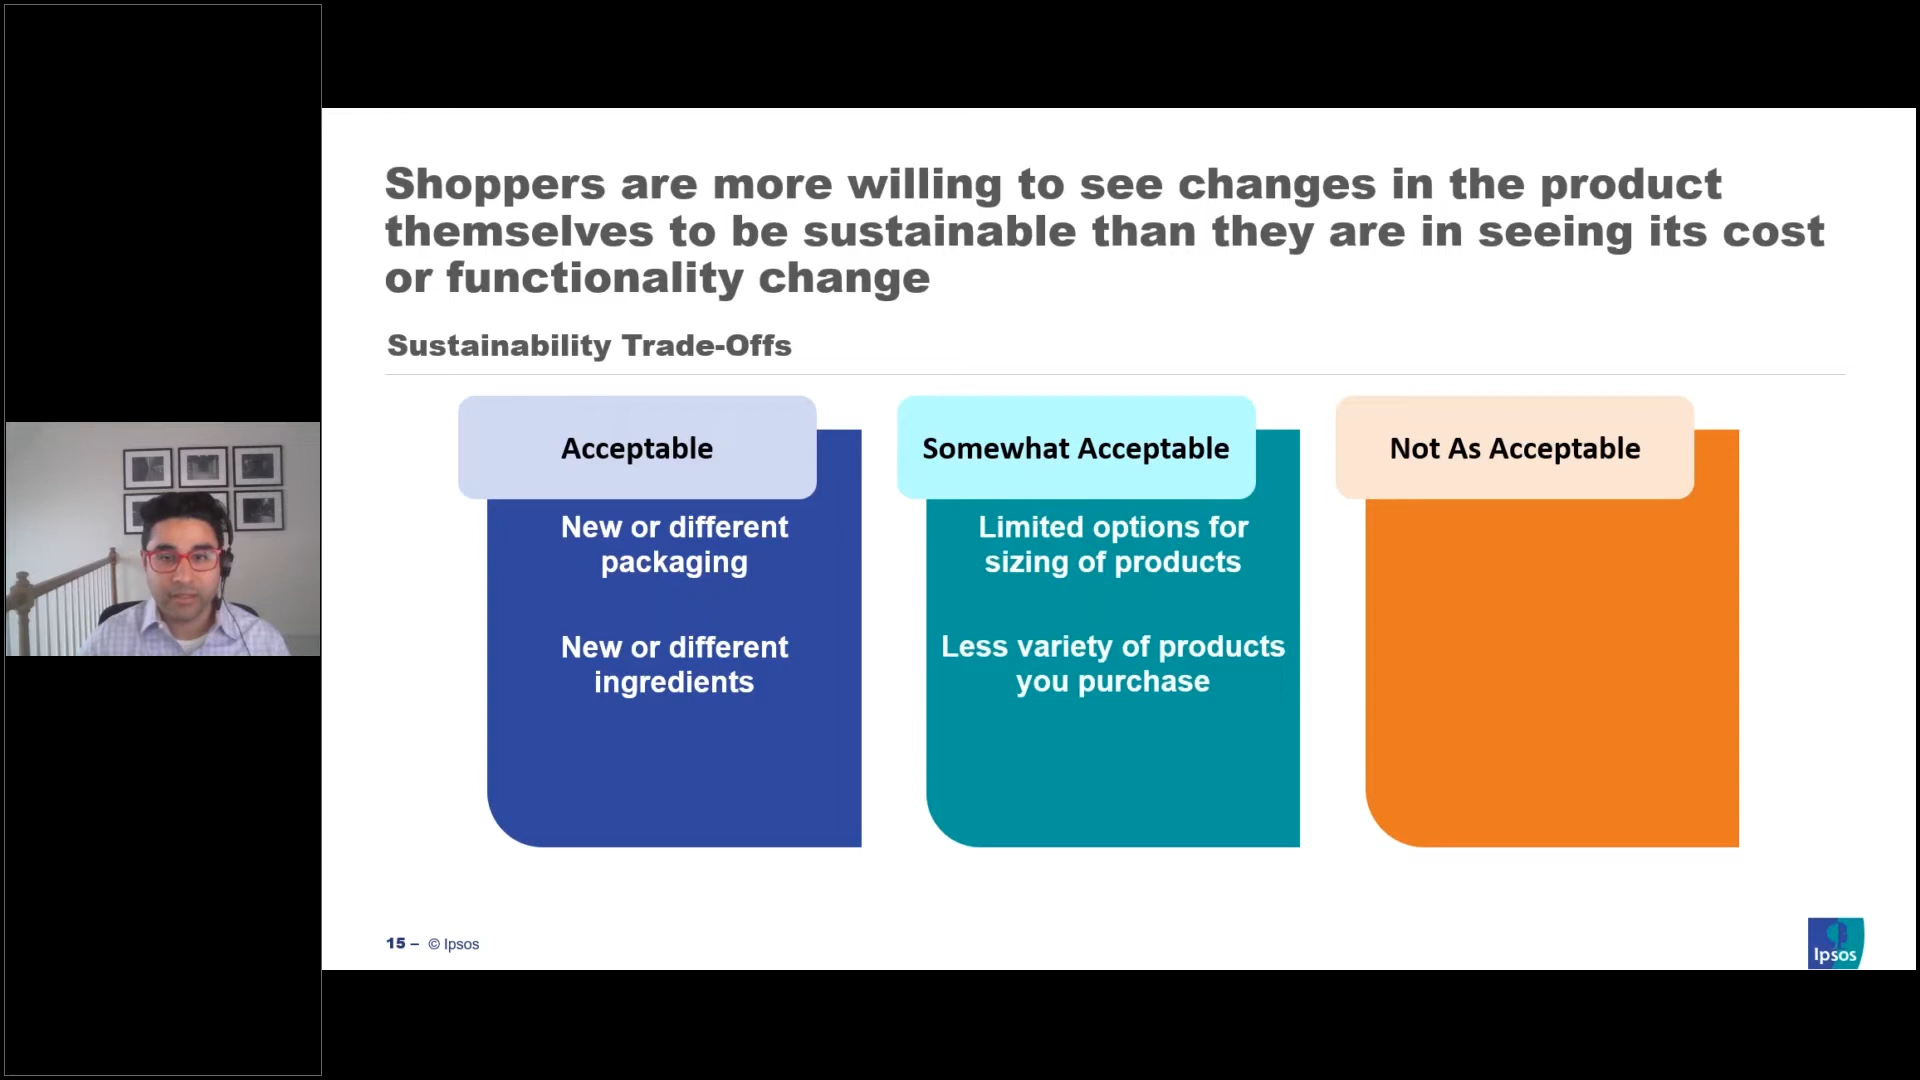 Shoppers are more willing to see changes in the product
themselves to be sustainable than they are in seeing its cost
or functionality change
Sustainability Trade-Offs
Acceptable
New or different
packaging
New or different
ingredients
Somewhat Acceptable
Limited options for
sizing of products
Less variety of products
you purchase
Not As Acceptable
15 – © Ipsos
Ipsos